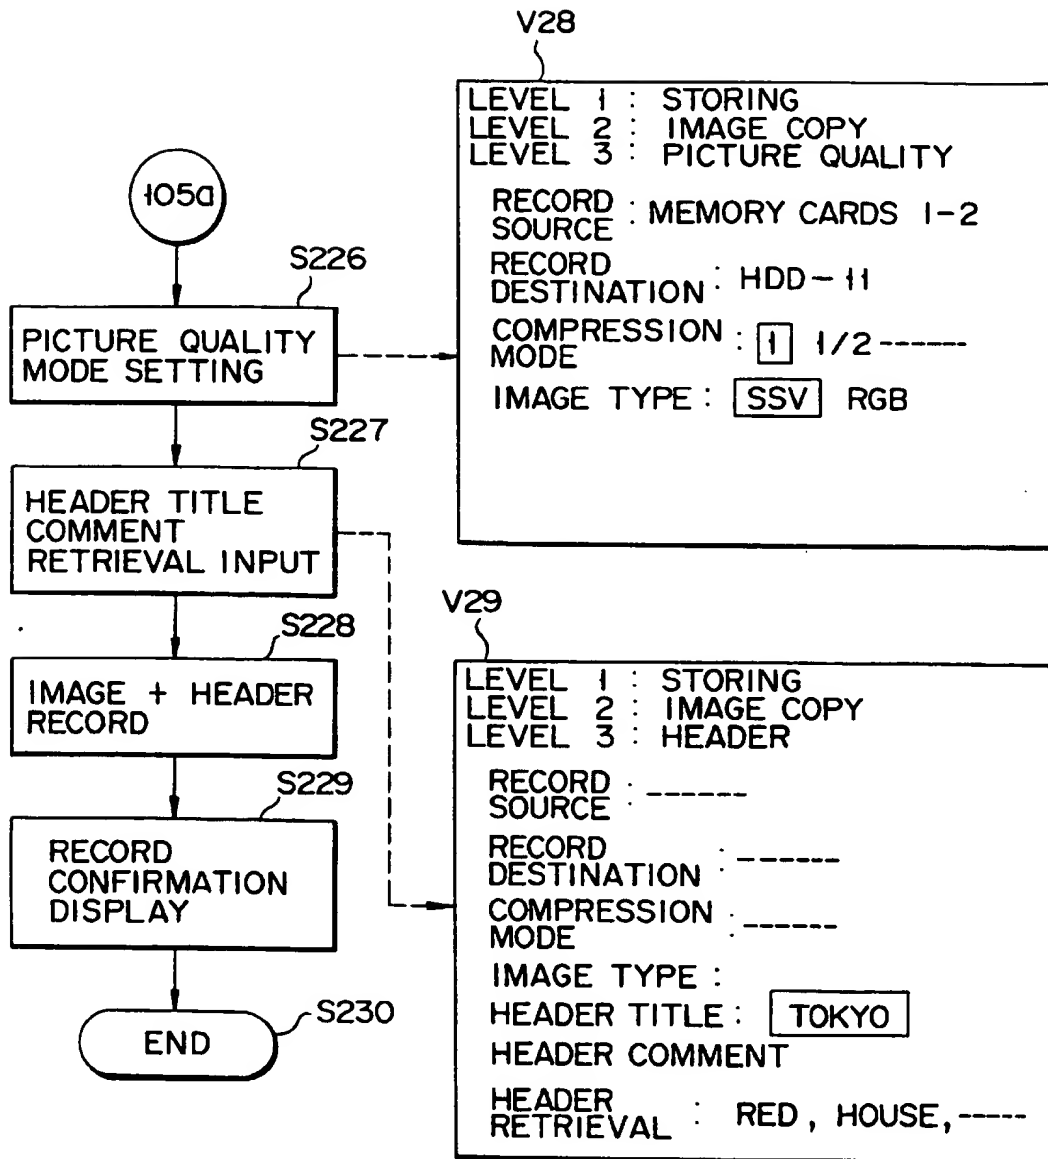 V28
LEVEL 1 : STORING
LEVEL 2 : IMAGE COPY
LEVEL 3 : PICTURE QUALITY
RECORD
SOURCE : MEMORY CARDS 1-2
RECORD
DESTINATION : HDD-11
COMPRESSION
MODE : 1 1/2 ------
IMAGE TYPE : SSV RGB
105a
S226
PICTURE QUALITY
MODE SETTING
S227
HEADER TITLE
COMMENT
RETRIEVAL INPUT
S228
IMAGE + HEADER
RECORD
S229
RECORD
CONFIRMATION
DISPLAY
S230
END
V29
LEVEL 1 : STORING
LEVEL 2 : IMAGE COPY
LEVEL 3 : HEADER
RECORD
SOURCE : ------
RECORD
DESTINATION : ------
COMPRESSION
MODE : ------
IMAGE TYPE :
HEADER TITLE : TOKYO
HEADER COMMENT
HEADER
RETRIEVAL : RED, HOUSE, -----